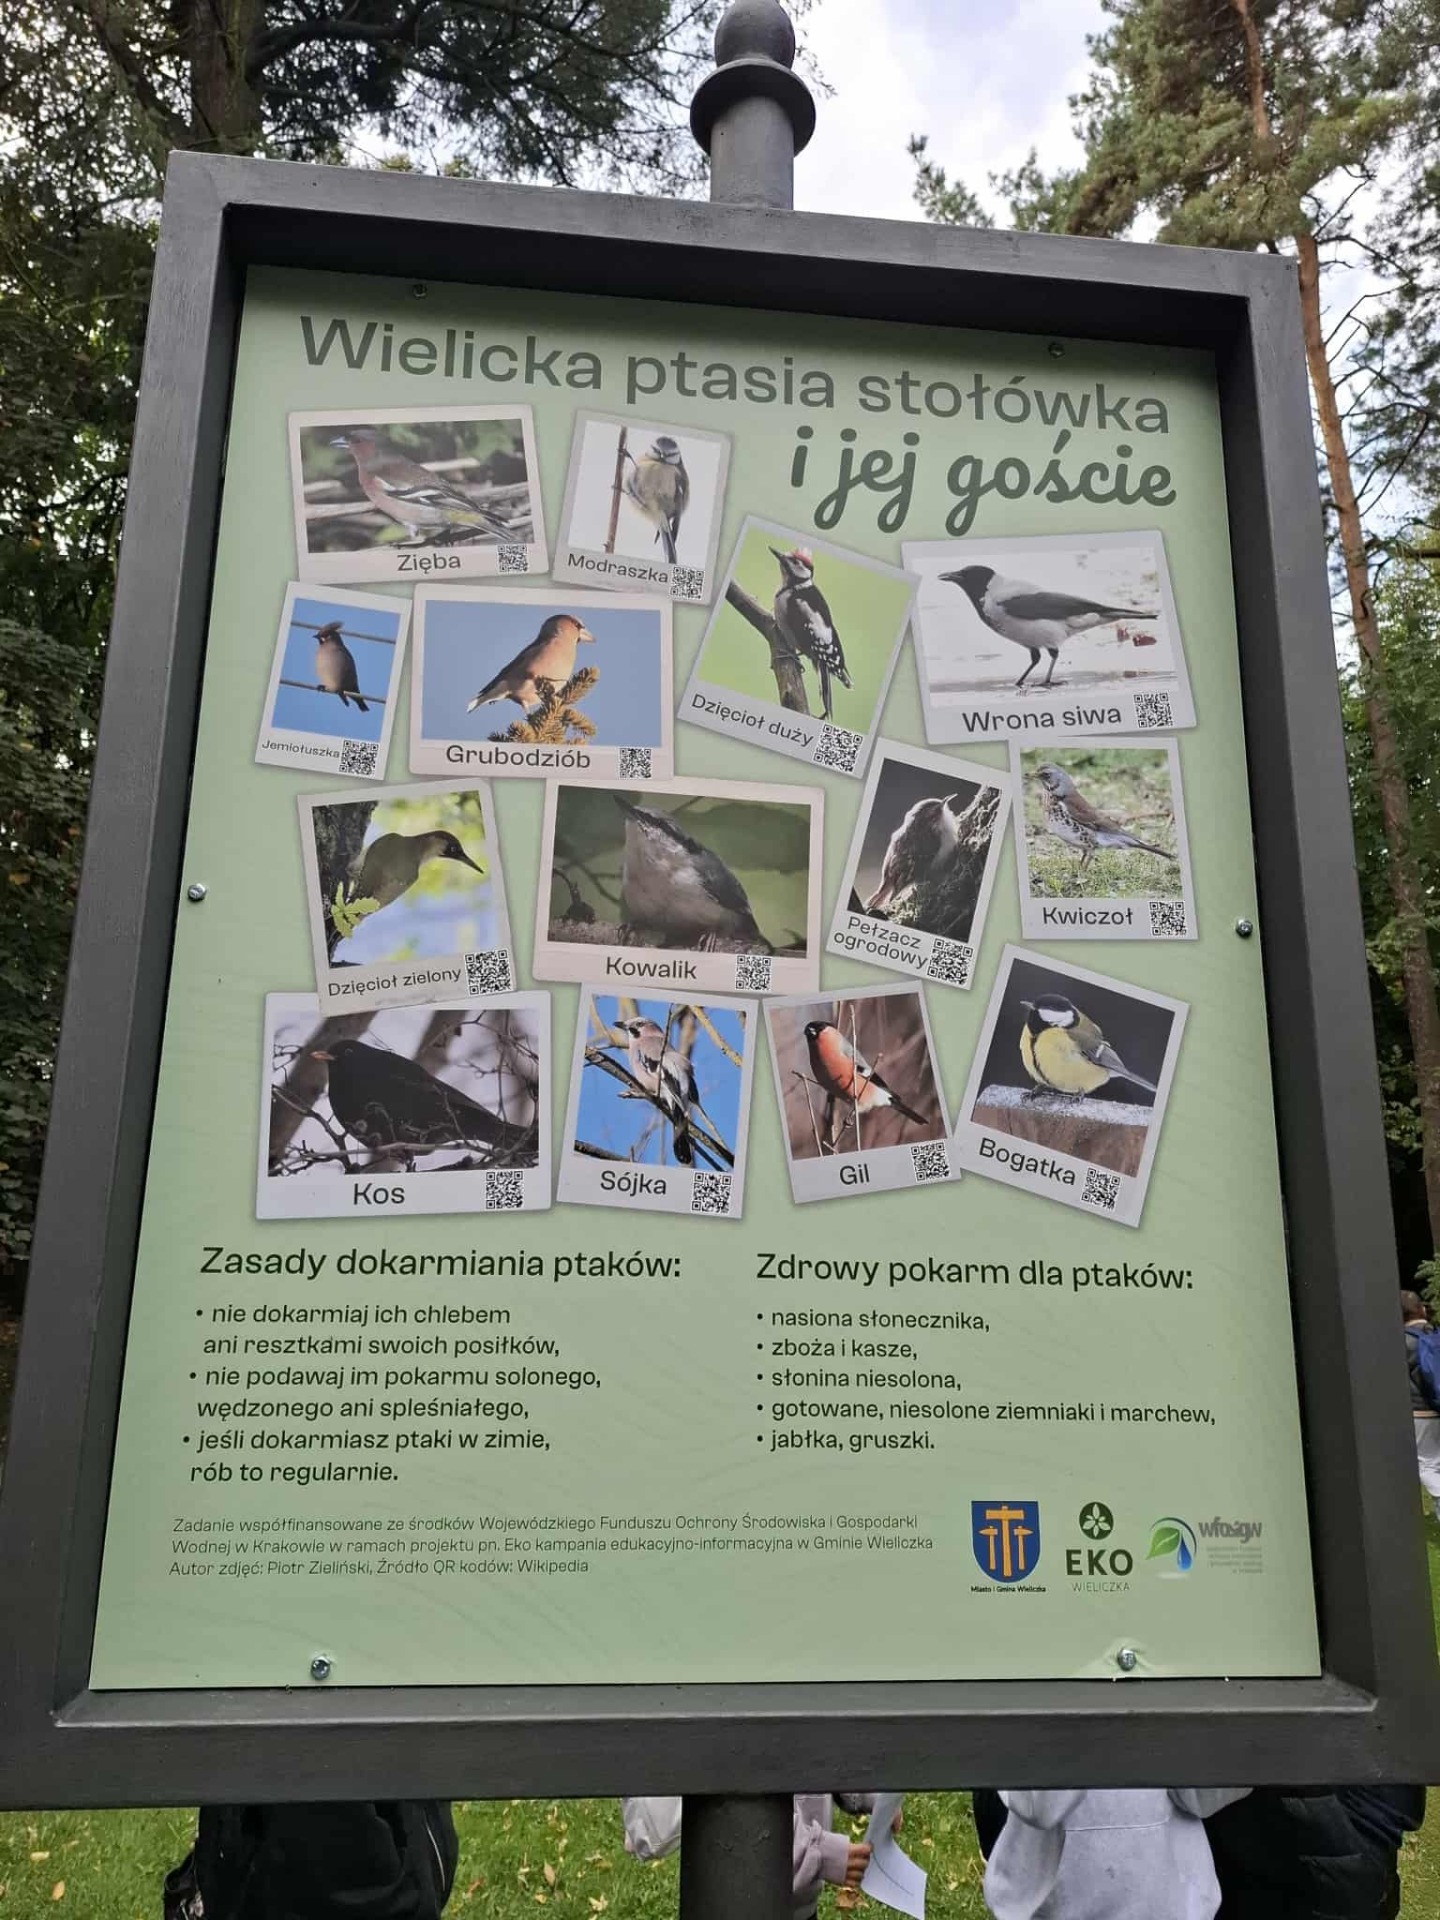 Wielicka ptasia stołówka
i jej goście
Zięba
Modraszka
Jemiołuszka
Grubodziób
Dzięcioł duży
Wrona siwa
Dzięcioł zielony
Kowalik
Pełzacz
ogrodowy
Kwiczoł
Kos
Sójka
Gil
Bogatka
Zasady dokarmiania ptaków:
• nie dokarmiaj ich chlebem
ani resztkami swoich posiłków,
• nie podawaj im pokarmu solonego,
wędzonego ani spleśniałego,
• jeśli dokarmiasz ptaki w zimie,
rób to regularnie.
Zdrowy pokarm dla ptaków:
• nasiona słonecznika,
• zboża i kasze,
• słonina niesolona,
• gotowane, niesolone ziemniaki i marchew,
• jabłka, gruszki.
Zadanie współfinansowane ze środków Wojewódzkiego Funduszu Ochrony Środowiska i Gospodarki
Wodnej w Krakowie w ramach projektu pn. Eko kampania edukacyjno-informacyjna w Gminie Wieliczka
Autor zdjęć: Piotr Zieliński, Źródło QR kodów: Wikipedia
Miasto i Gmina Wieliczka
EKO
WIELICZKA
wfośigw